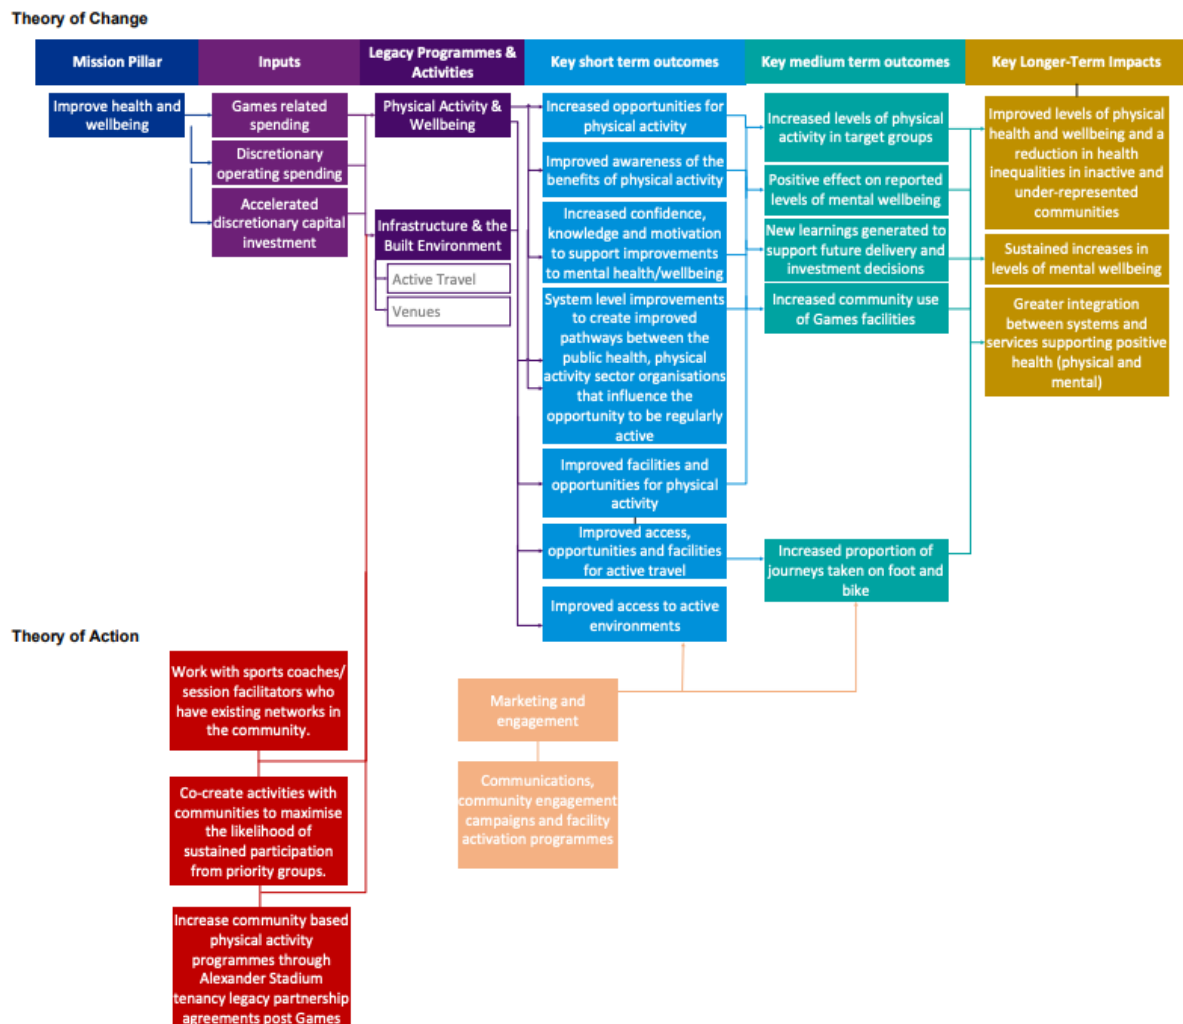 Theory of Change
Mission Pillar
Inputs
Legacy Programmes &
Activities
Key short term outcomes
Key medium term outcomes
Key Longer-Term Impacts
Improve health and
wellbeing
Games related
spending
Discretionary
operating spending
Accelerated
discretionary capital
investment
Physical Activity &
Wellbeing
Infrastructure & the
Built Environment
Active Travel
Venues
Increased opportunities for
physical activity
Improved awareness of the
benefits of physical activity
Increased confidence,
knowledge and motivation
to support improvements
to mental health/wellbeing
System level improvements
to create improved
pathways between the
public health, physical
activity sector organisations
that influence the
opportunity to be regularly
active
Improved facilities and
opportunities for physical
activity
Improved access,
opportunities and facilities
for active travel
Improved access to active
environments
Increased levels of physical
activity in target groups
Positive effect on reported
levels of mental wellbeing
New learnings generated to
support future delivery and
investment decisions
Increased community use
of Games facilities
Increased proportion of
journeys taken on foot and
bike
Improved levels of physical
health and wellbeing and a
reduction in health
inequalities in inactive and
under-represented
communities
Sustained increases in
levels of mental wellbeing
Greater integration
between systems and
services supporting positive
health (physical and
mental)
Theory of Action
Work with sports coaches/
session facilitators who
have existing networks in
the community.
Co-create activities with
communities to maximise
the likelihood of
sustained participation
from priority groups.
Increase community based
physical activity
programmes through
Alexander Stadium
tenancy legacy partnership
agreements post Games
Marketing and
engagement
Communications,
community engagement
campaigns and facility
activation programmes